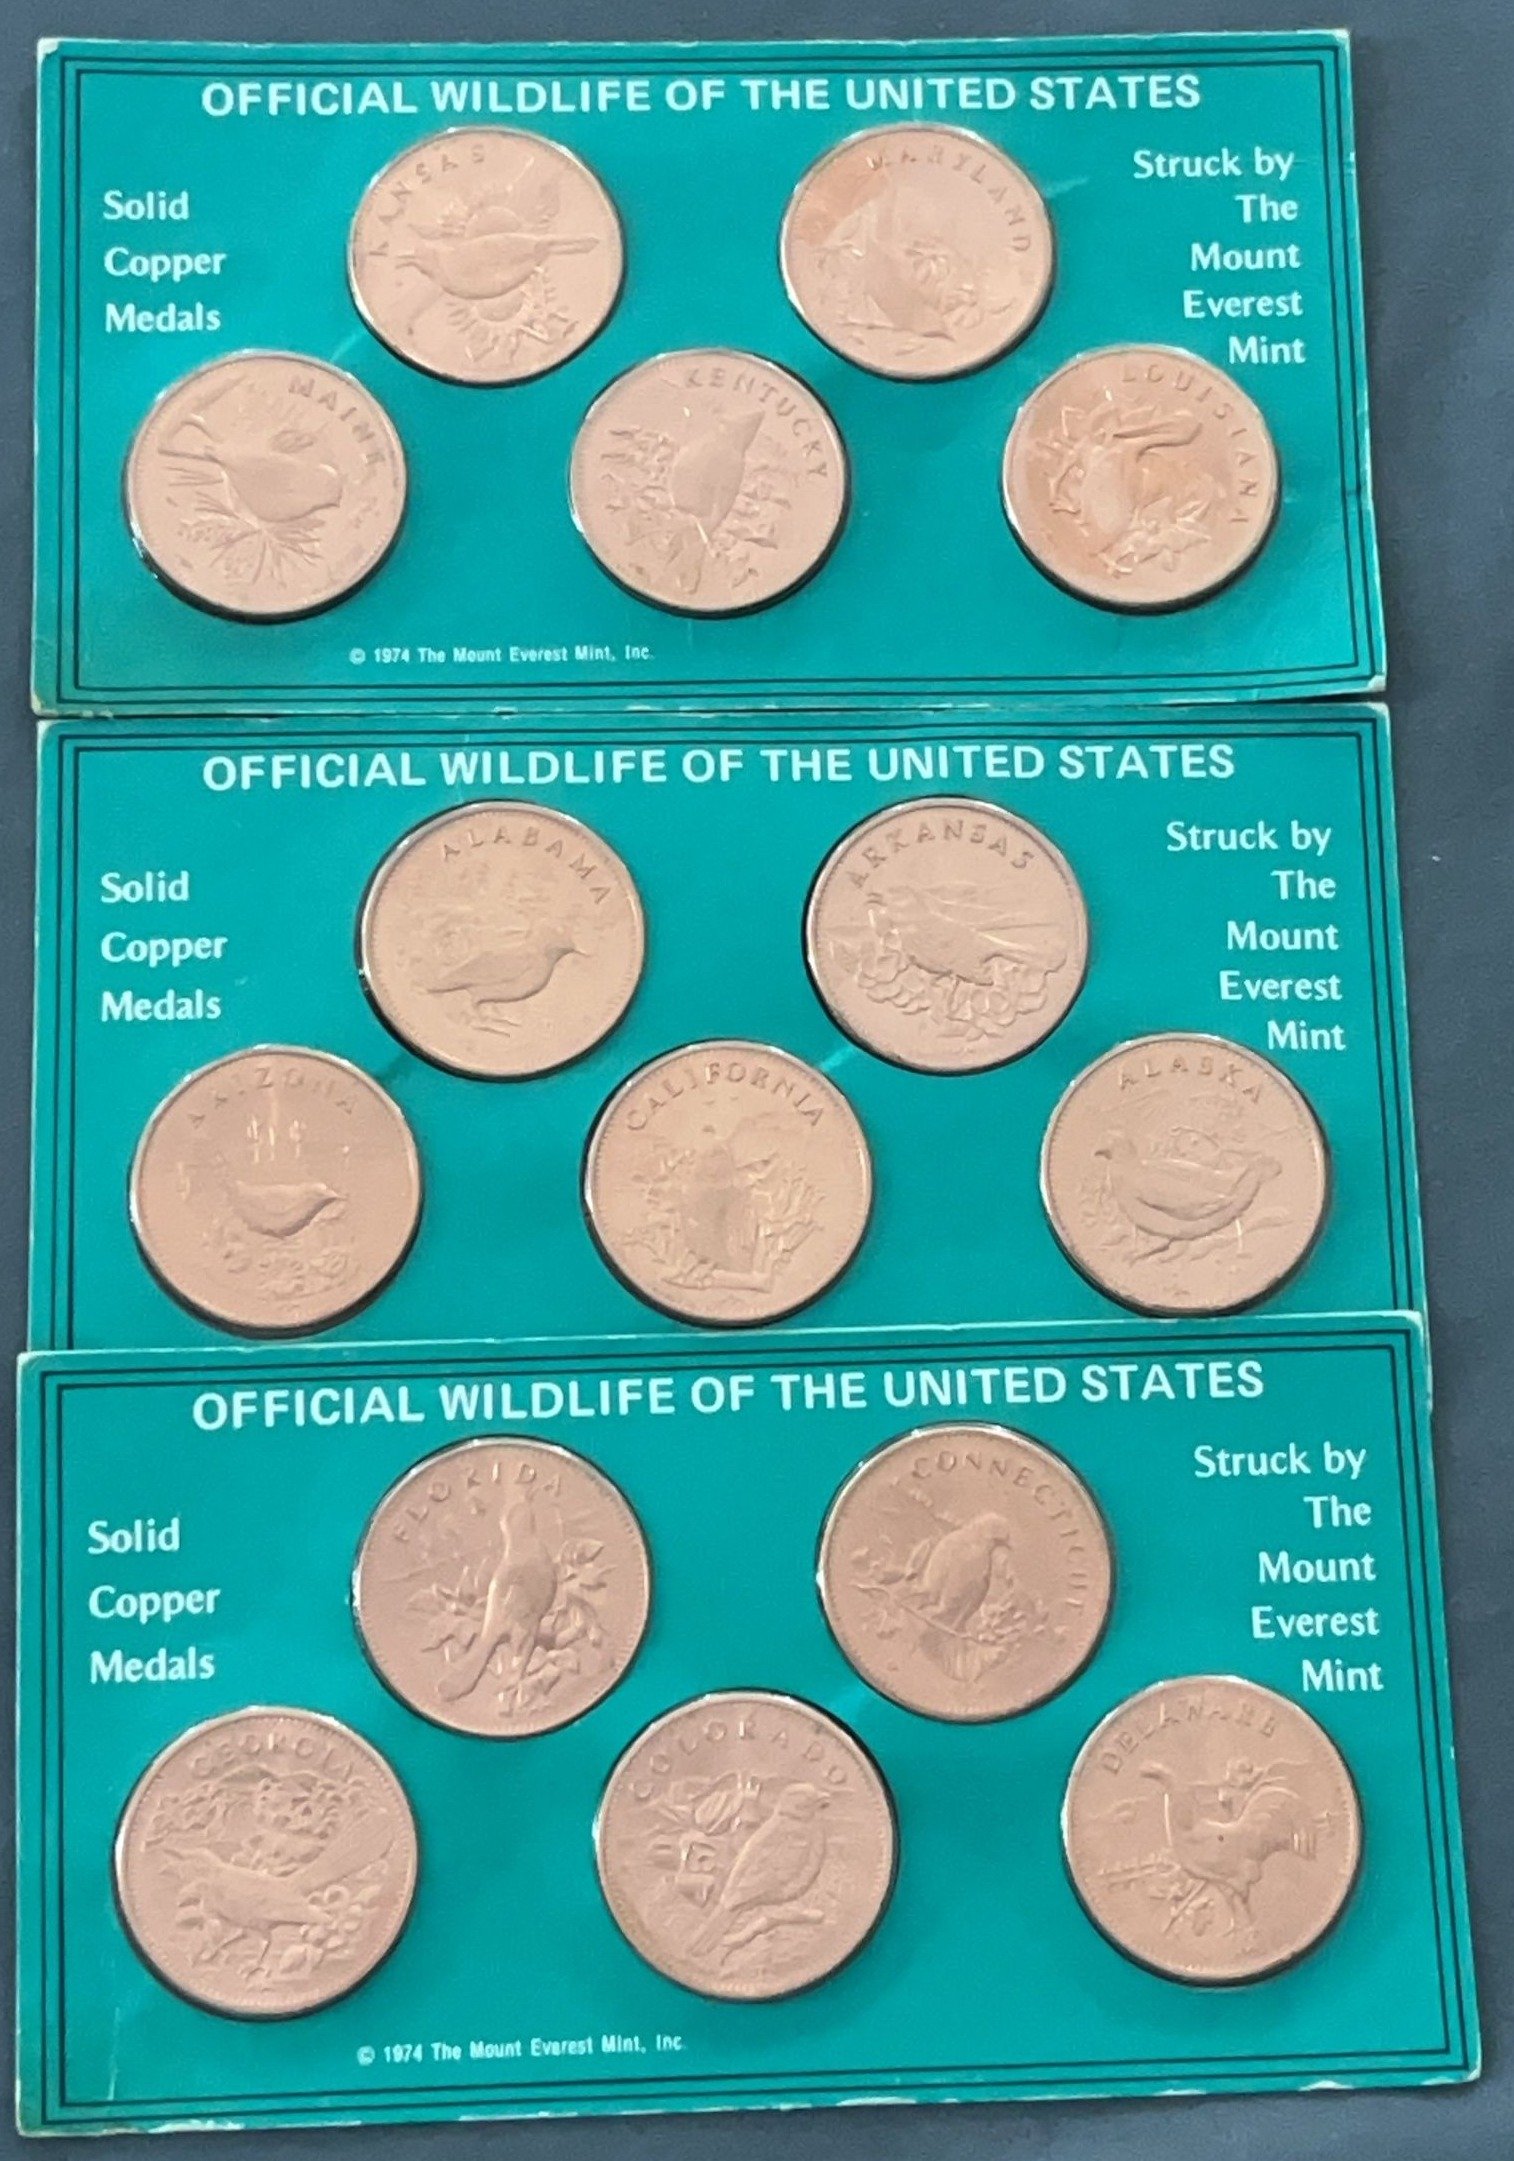 OFFICIAL WILDLIFE OF THE UNITED STATES
Solid
Copper
Medals
Struck by
The
Mount
Everest
Mint
KANSAS
MARYLAND
MAINE
KENTUCKY
LOUISIANA
© 1974 The Mount Everest Mint, Inc.
OFFICIAL WILDLIFE OF THE UNITED STATES
Solid
Copper
Medals
Struck by
The
Mount
Everest
Mint
ALABAMA
ARKANSAS
ARIZONA
CALIFORNIA
ALASKA
OFFICIAL WILDLIFE OF THE UNITED STATES
Solid
Copper
Medals
Struck by
The
Mount
Everest
Mint
FLORIDA
CONNECTICUT
GEORGIA
COLORADO
DELAWARE
© 1974 The Mount Everest Mint, Inc.